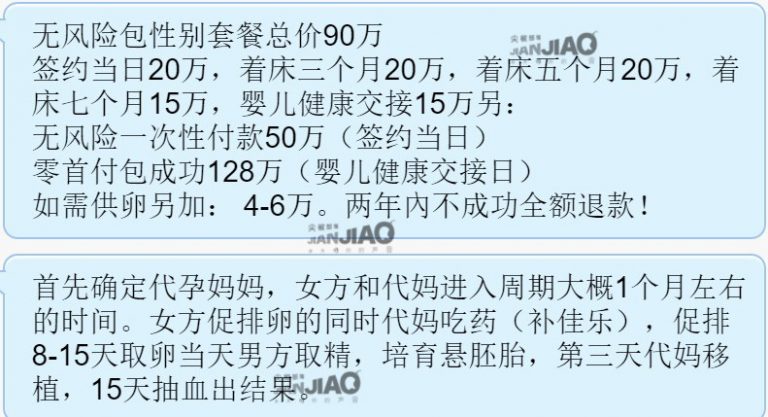 无风险包性别套餐总价90万
签约当日20万，着床三个月20万，着床五个月20万，着
床七个月15万，婴儿健康交接15万另：
无风险一次性付款50万（签约当日）
零首付包成功128万（婴儿健康交接日）
如需供卵另加： 4-6万。两年內不成功全额退款！
首先确定代孕妈妈，女方和代妈进入周期大概1个月左右
的时间。女方促排卵的同时代妈吃药（补佳乐），促排
8-15天取卵当天男方取精，培育悬胚胎，第三天代妈移
植，15天抽血出结果。
JIANJIAO
JIANJIAO
JIANJIAO